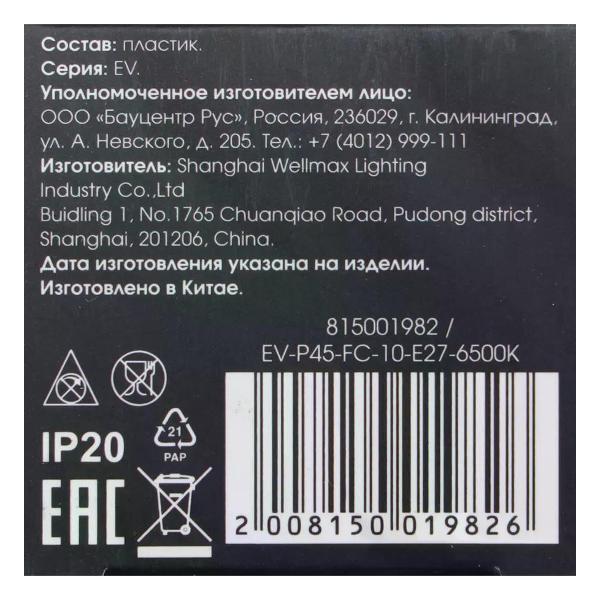 Состав: пластик.
Серия: EV.
Уполномоченное изготовителем лицо:
ООО «Бауцентр Рус», Россия, 236029, г. Калининград,
ул. А. Невского, д. 205. Тел.: +7 (4012) 999-111
Изготовитель: Shanghai Wellmax Lighting
Industry Co.,Ltd
Buidling 1, No.1765 Chuanqiao Road, Pudong district,
Shanghai, 201206, China.
Дата изготовления указана на изделии.
Изготовлено в Китае.
815001982 /
EV-P45-FC-10-E27-6500K
IP20
21
PAP
EAC
2 008150 019826